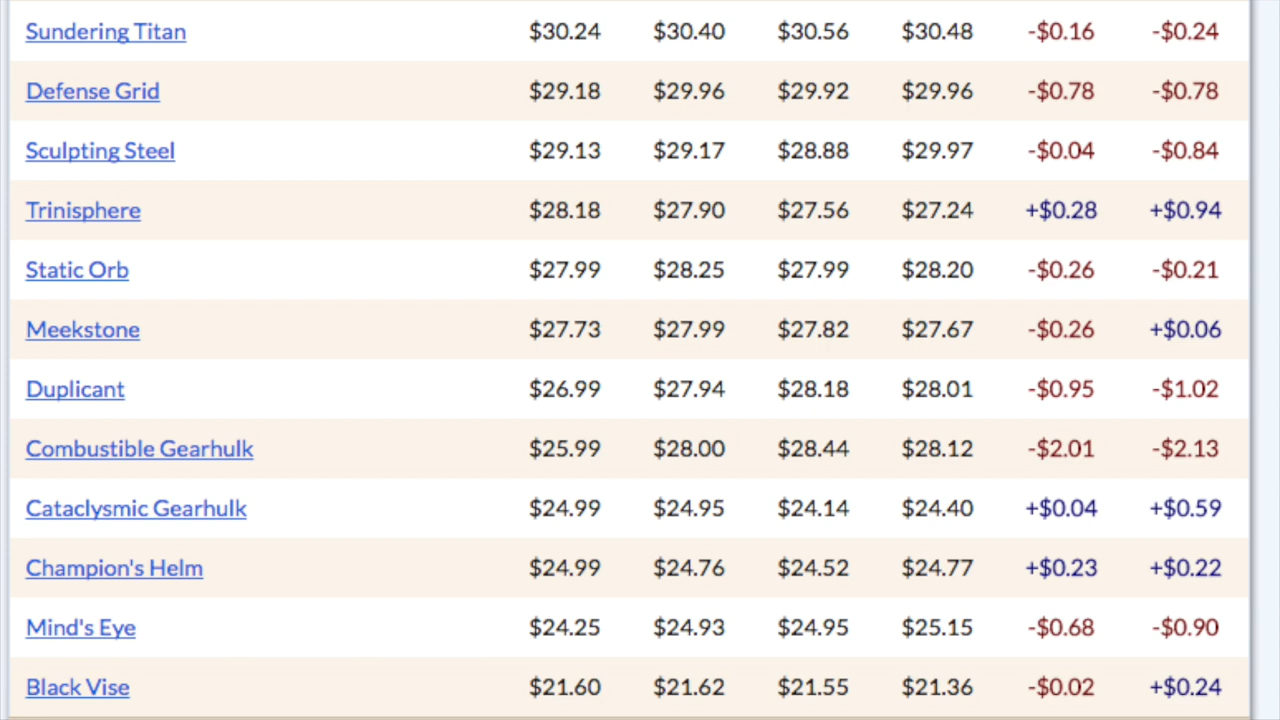 Sundering Titan $30.24 $30.40 $30.56 $30.48 -$0.16 -$0.24
Defense Grid $29.18 $29.96 $29.92 $29.96 -$0.78 -$0.78
Sculpting Steel $29.13 $29.17 $28.88 $29.97 -$0.04 -$0.84
Trinisphere $28.18 $27.90 $27.56 $27.24 +$0.28 +$0.94
Static Orb $27.99 $28.25 $27.99 $28.20 -$0.26 -$0.21
Meekstone $27.73 $27.99 $27.82 $27.67 -$0.26 +$0.06
Duplicant $26.99 $27.94 $28.18 $28.01 -$0.95 -$1.02
Combustible Gearhulk $25.99 $28.00 $28.44 $28.12 -$2.01 -$2.13
Cataclysmic Gearhulk $24.99 $24.95 $24.14 $24.40 +$0.04 +$0.59
Champion's Helm $24.99 $24.76 $24.52 $24.77 +$0.23 +$0.22
Mind's Eye $24.25 $24.93 $24.95 $25.15 -$0.68 -$0.90
Black Vise $21.60 $21.62 $21.55 $21.36 -$0.02 +$0.24